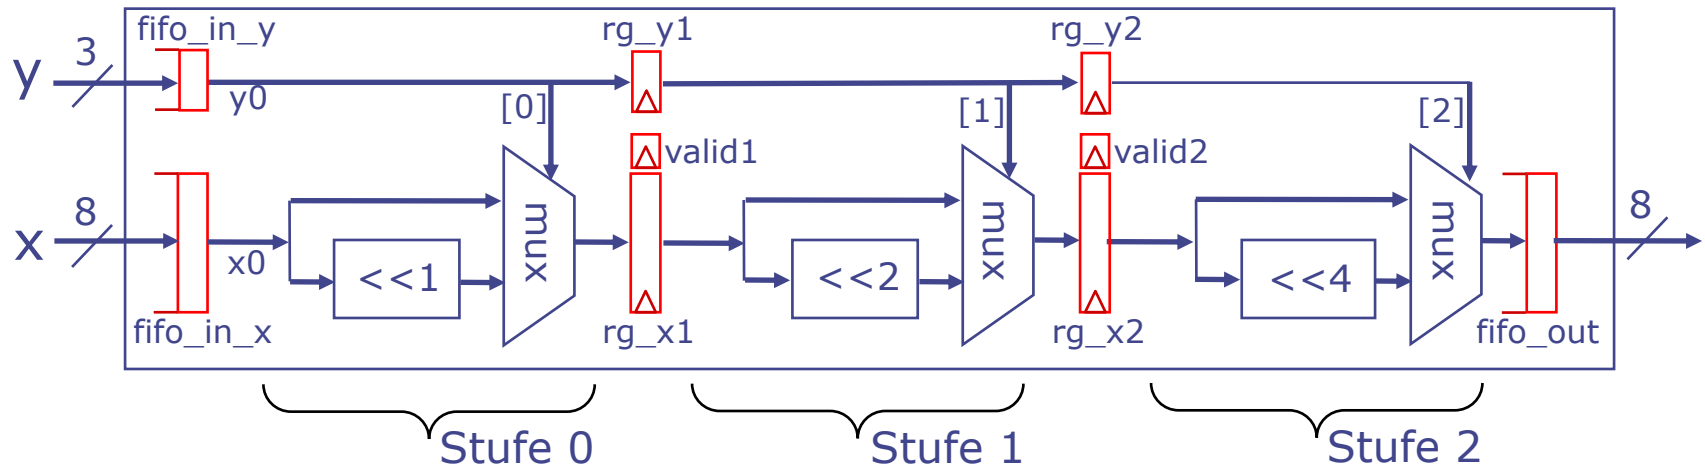 fifo_in_y
rg_y1
rg_y2
y
3
y0
[0]
[1]
[2]
valid1
valid2
x
8
x0
<<1
mux
<<2
mux
<<4
mux
8
fifo_in_x
rg_x1
rg_x2
fifo_out
Stufe 0
Stufe 1
Stufe 2